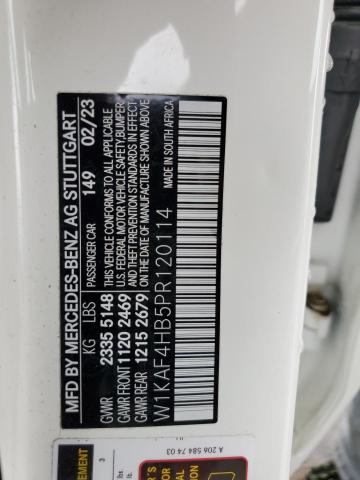 MFD BY MERCEDES-BENZ AG STUTTGART
PASSENGER CAR 149 02/23
KG LBS
GVWR 2335 5148
GAWR FRONT 1120 2469
GAWR REAR 1215 2679
THIS VEHICLE CONFORMS TO ALL APPLICABLE
U.S. FEDERAL MOTOR VEHICLE SAFETY, BUMPER
AND THEFT PREVENTION STANDARDS IN EFFECT
ON THE DATE OF MANUFACTURE SHOWN ABOVE
W1KAF4HB5PR120114
MADE IN SOUTH AFRICA
A 206 584 74 03
3
lbs.
lb.